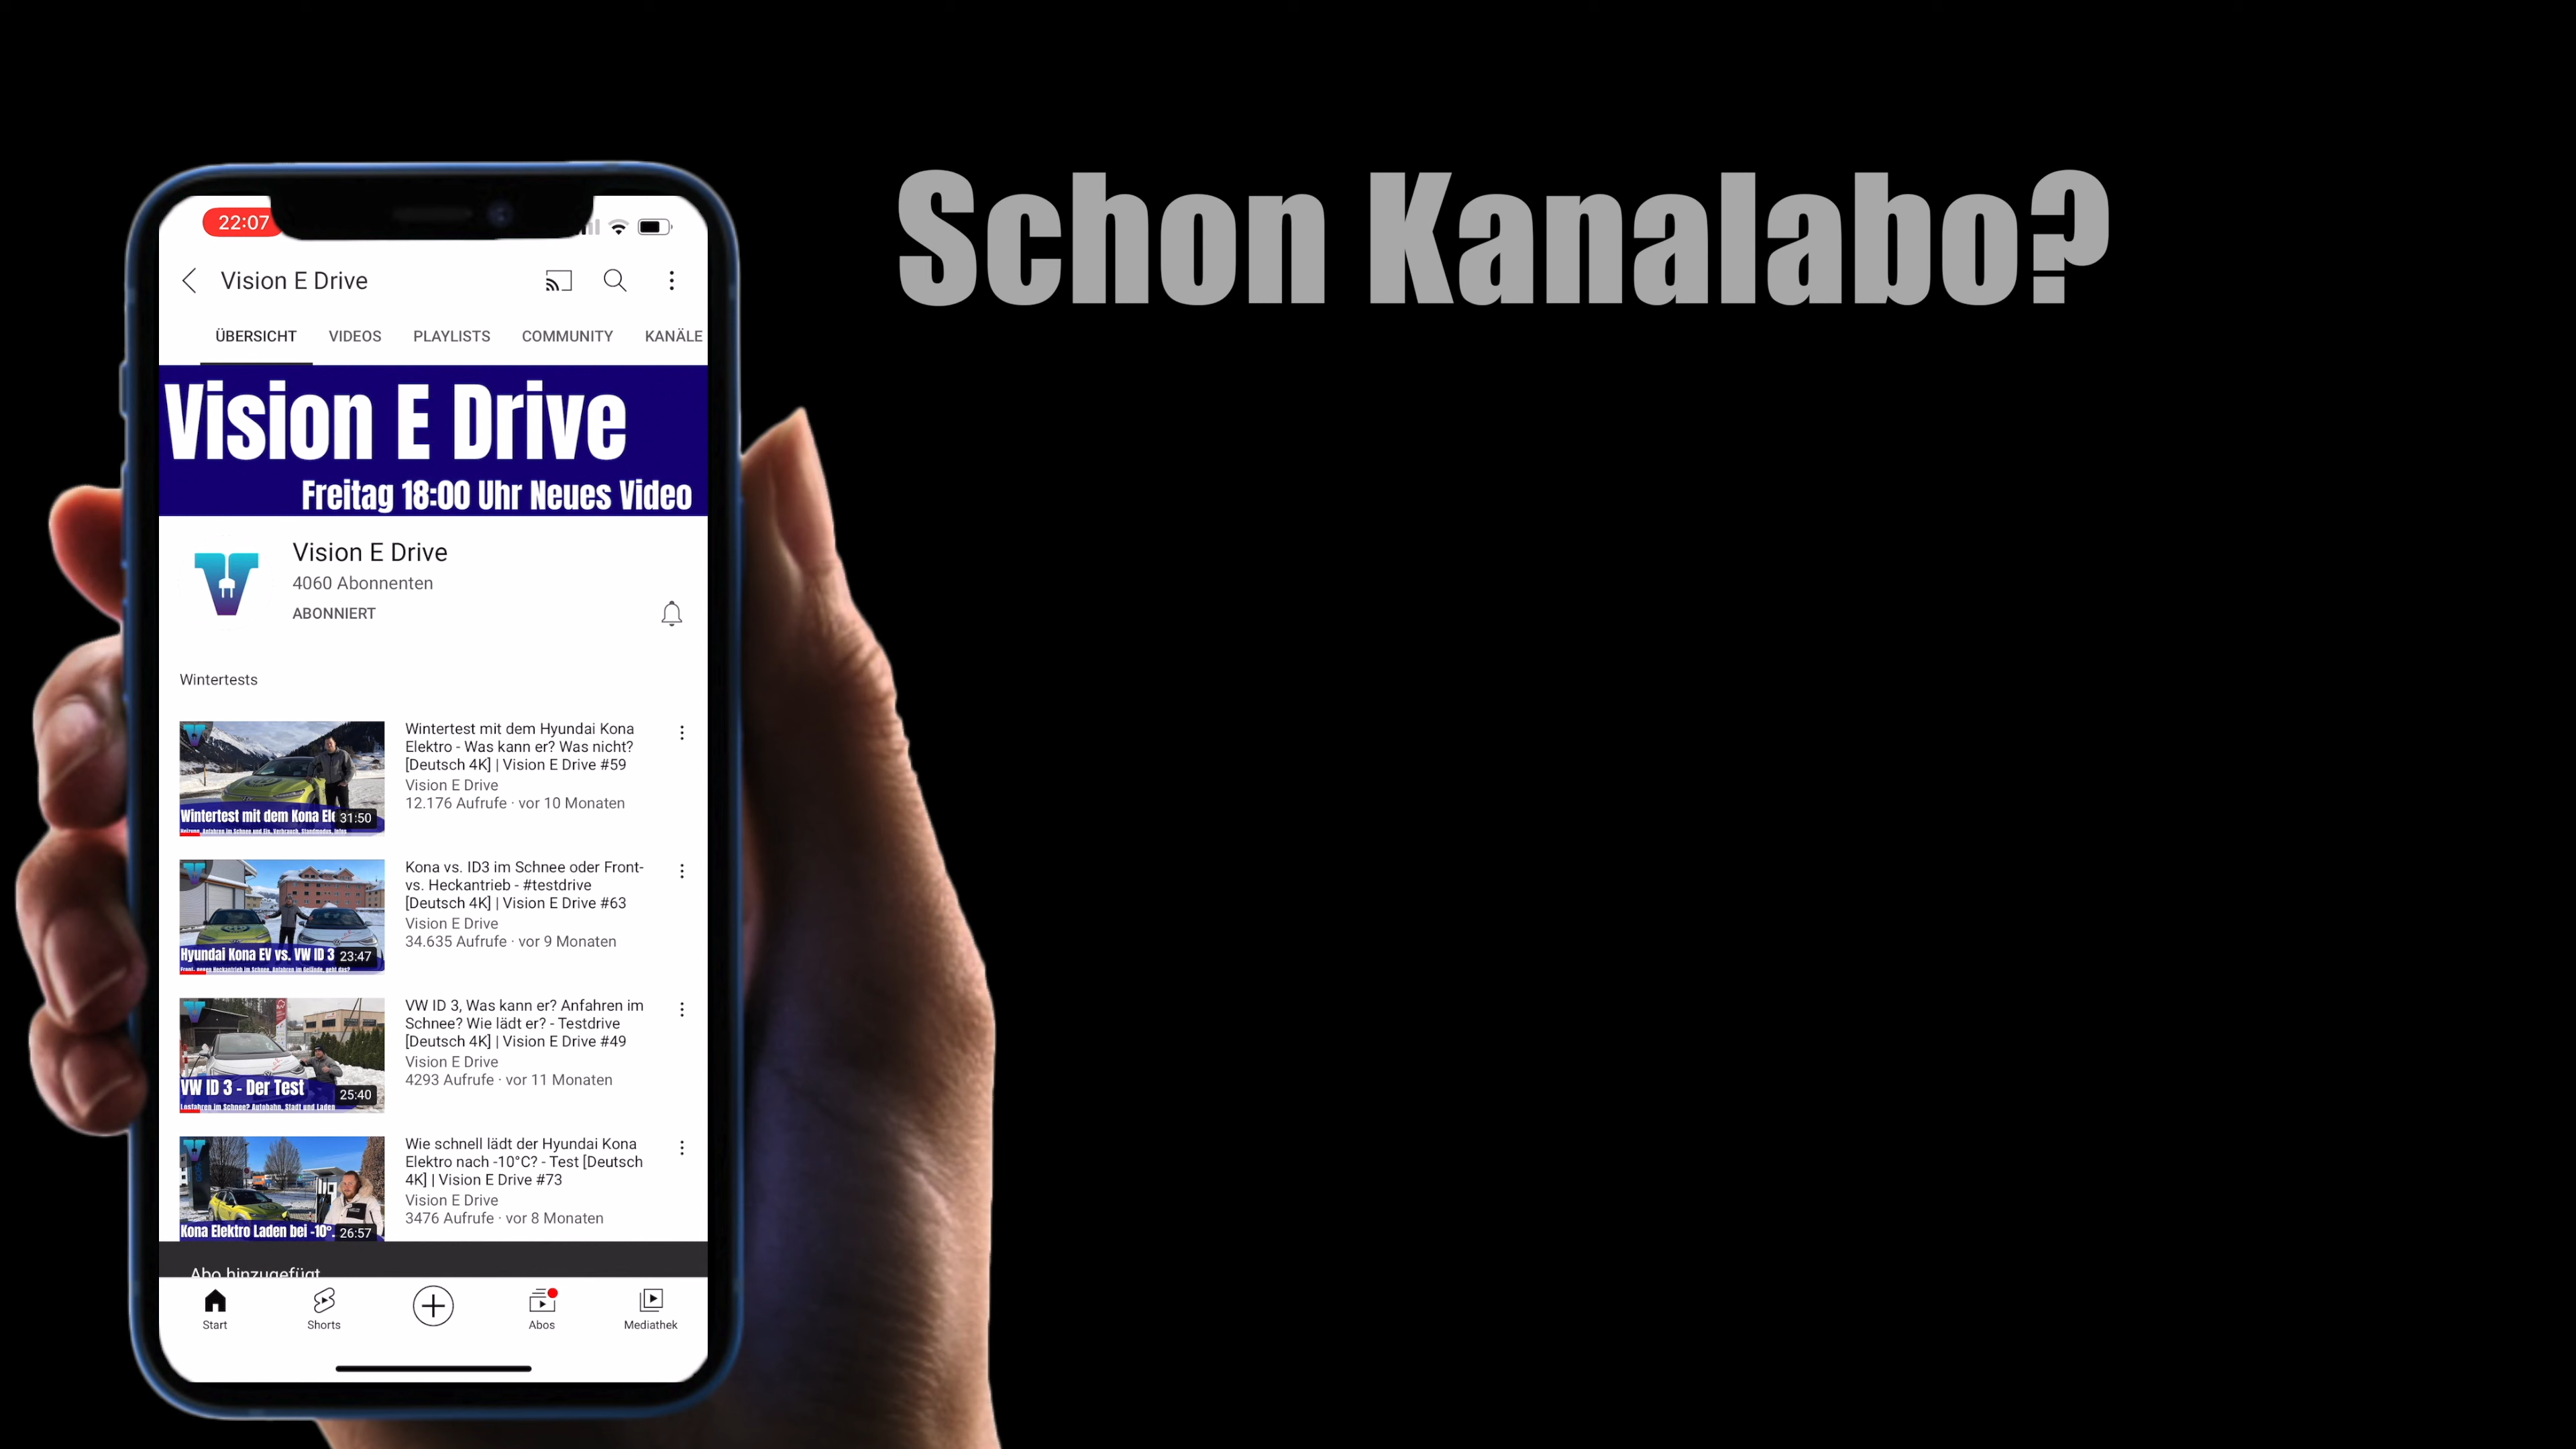 Schon Kanalabo?
22:07
Vision E Drive
ÜBERSICHT VIDEOS PLAYLISTS COMMUNITY KANÄLE
Vision E Drive
Freitag 18:00 Uhr Neues Video
Vision E Drive
4060 Abonnenten
ABONNIERT
Wintertests
Wintertest mit dem Hyundai Kona
Elektro - Was kann er? Was nicht?
[Deutsch 4K] | Vision E Drive #59
Vision E Drive
12.176 Aufrufe · vor 10 Monaten
Wintertest mit dem Kona Ele
31:50
Kona vs. ID3 im Schnee oder Front-
vs. Heckantrieb - #testdrive
[Deutsch 4K] | Vision E Drive #63
Vision E Drive
34.635 Aufrufe · vor 9 Monaten
Hyundai Kona EV vs. VW ID 3
23:47
VW ID 3, Was kann er? Anfahren im
Schnee? Wie lädt er? - Testdrive
[Deutsch 4K] | Vision E Drive #49
Vision E Drive
4293 Aufrufe · vor 11 Monaten
VW ID 3 - Der Test
25:40
Losfahren im Schnee? Autobahn, Stadt und Laden
Wie schnell lädt der Hyundai Kona
Elektro nach -10°C? - Test [Deutsch
4K] | Vision E Drive #73
Vision E Drive
3476 Aufrufe · vor 8 Monaten
Kona Elektro Laden bei -10°.
26:57
Abo hinzugefügt
Start Shorts Abos Mediathek